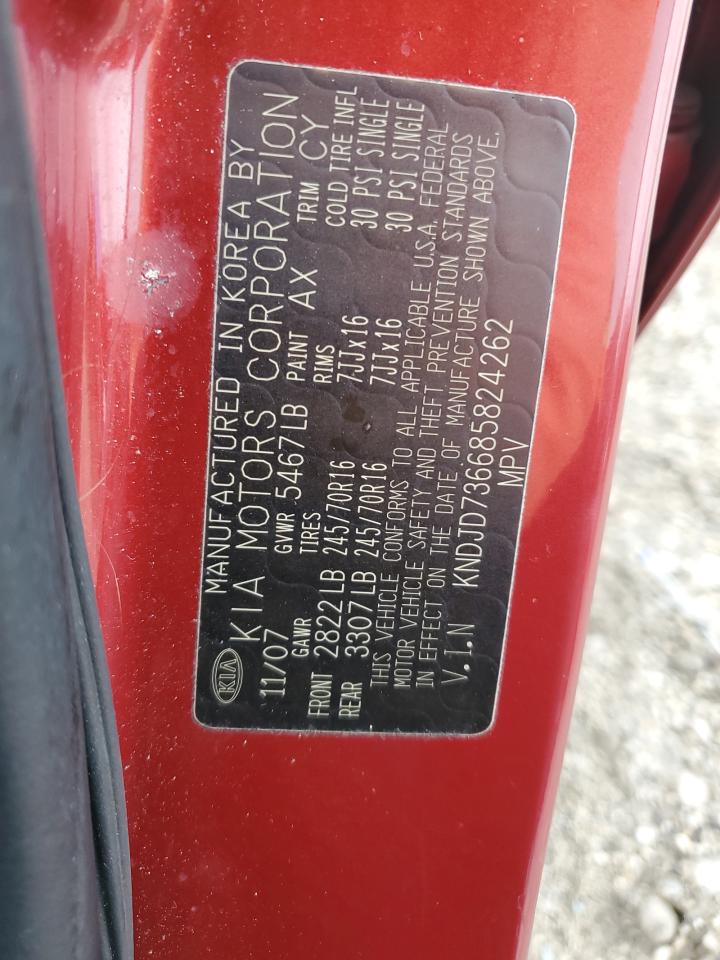 MANUFACTURED IN KOREA BY
KIA KIA MOTORS CORPORATION
11/07 GVWR 5467LB PAINT AX TRIM CY
GAWR TIRES RIMS COLD TIRE INFL
FRONT 2822LB 245/70R16 7JJx16 30 PSI SINGLE
REAR 3307LB 245/70R16 7JJx16 30 PSI SINGLE
THIS VEHICLE CONFORMS TO ALL APPLICABLE U.S.A. FEDERAL
MOTOR VEHICLE SAFETY AND THEFT PREVENTION STANDARDS
IN EFFECT ON THE DATE OF MANUFACTURE SHOWN ABOVE.
V.I.N KNDJD736685824262
MPV